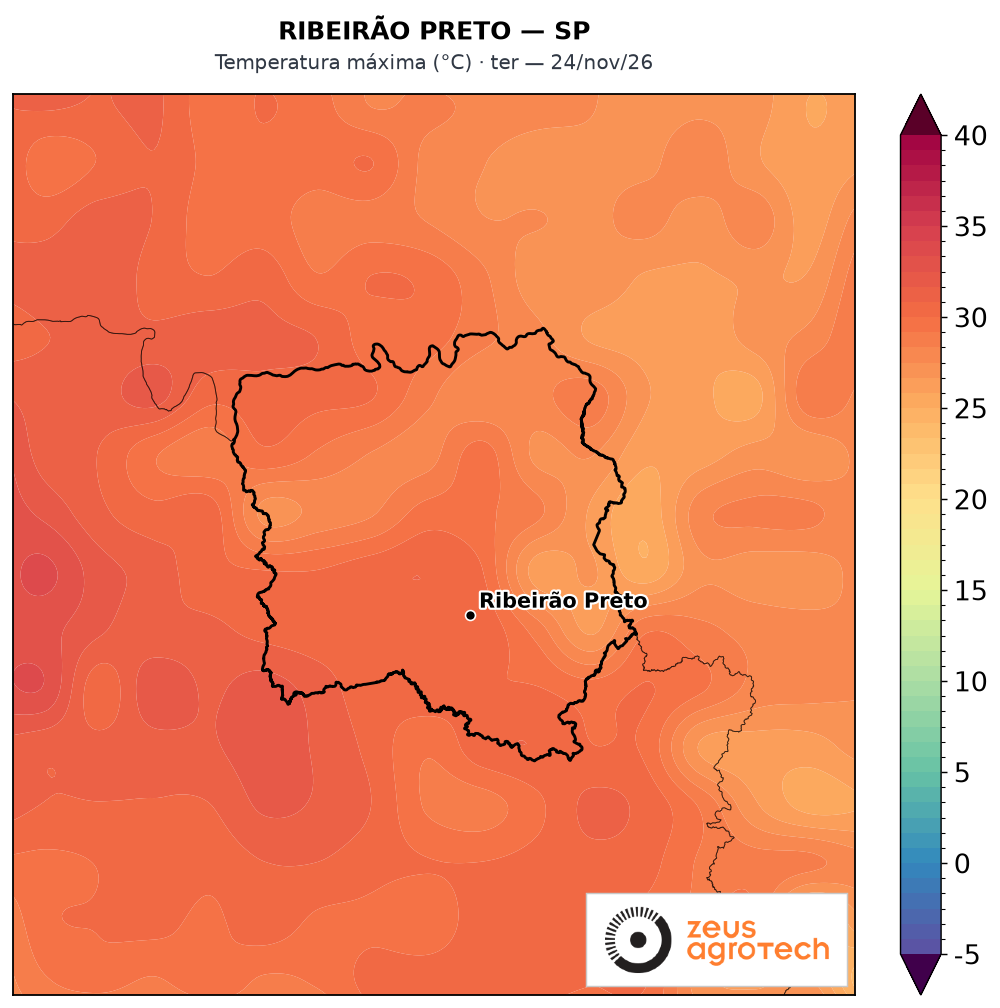 RIBEIRÃO PRETO — SP
Temperatura máxima (°C) · ter — 24/nov/26
40
35
30
25
20
15
10
5
0
-5
Ribeirão Preto
zeus
agrotech